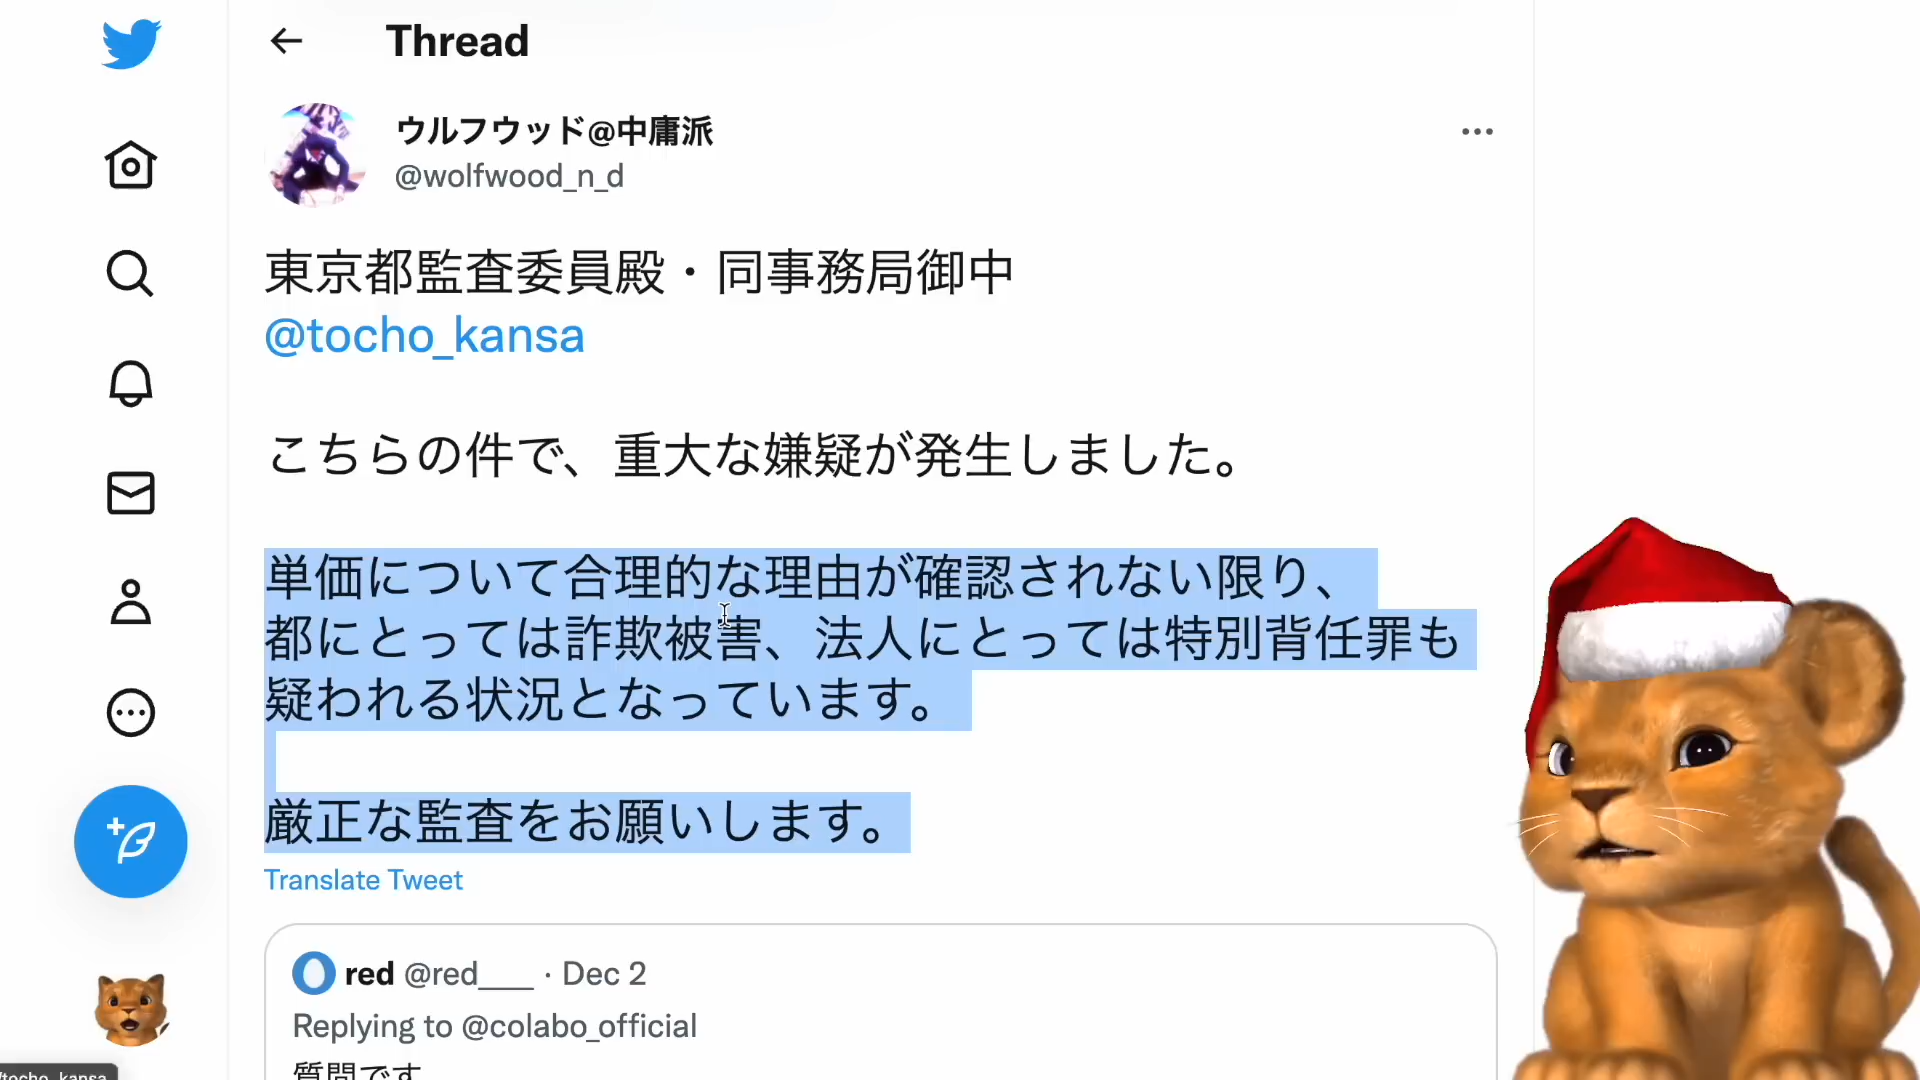 Thread
ウルフウッド@中庸派
@wolfwood_n_d
東京都監査委員殿・同事務局御中
@tocho_kansa
こちらの件で、重大な嫌疑が発生しました。
単価について合理的な理由が確認されない限り、
都にとっては詐欺被害、法人にとっては特別背任罪も
疑われる状況となっています。
厳正な監査をお願いします。
Translate Tweet
red @red____ · Dec 2
Replying to @colabo_official
質問です
/tocho_kansa